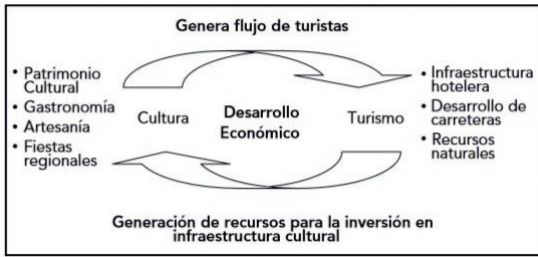 Genera flujo de turistas
• Patrimonio
Cultural
• Gastronomía
• Artesanía
• Fiestas
regionales
Cultura
Desarrollo
Económico
Turismo
• Infraestructura
hotelera
• Desarrollo de
carreteras
• Recursos
naturales
Generación de recursos para la inversión en
infraestructura cultural